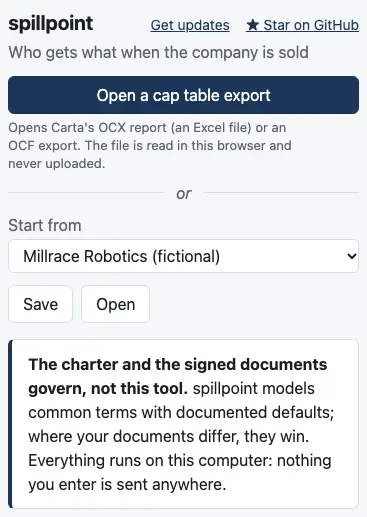 spillpoint
Get updates ★ Star on GitHub
Who gets what when the company is sold
Open a cap table export
Opens Carta's OCX report (an Excel file) or an
OCF export. The file is read in this browser and
never uploaded.
or
Start from
Millrace Robotics (fictional)
Save Open
The charter and the signed documents
govern, not this tool. spillpoint models
common terms with documented defaults;
where your documents differ, they win.
Everything runs on this computer: nothing
you enter is sent anywhere.